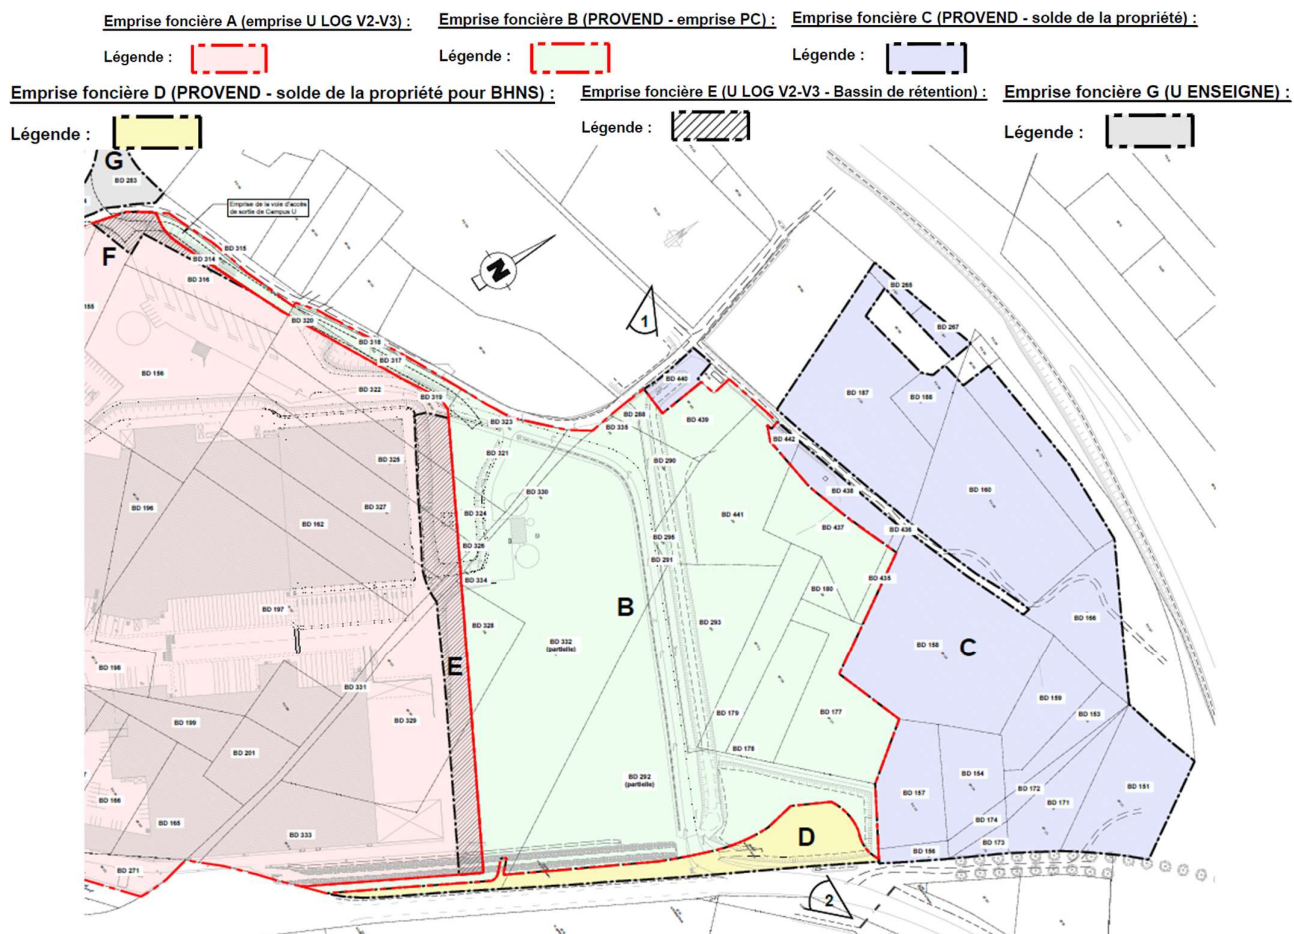 Emprise foncière A (emprise U LOG V2-V3) :
Légende :
Emprise foncière B (PROVEND - emprise PC) :
Légende :
Emprise foncière C (PROVEND - solde de la propriété) :
Légende :
Emprise foncière D (PROVEND - solde de la propriété pour BHNS) :
Légende :
Emprise foncière E (U LOG V2-V3 - Bassin de rétention) :
Légende :
Emprise foncière G (U ENSEIGNE) :
Légende :
G
BD 253
Emprise de la voie d'accès
de sortie de Campus U
F
BD 315
BD 314
BD 316
BD 265
N
1
155
BD 320
BD 267
BD 318
BD 317
BD 156
BD 440
BD 322
BD 187
BD 188
BD 319
BD 323
BD 288
BD 335
BD 439
BD 442
BD 321
BD 325
BD 290
BD 330
BD 438
BD 160
BD 196
BD 327
BD 162
BD 324
BD 441
BD 437
BD 436
BD 326
BD 295
BD 291
BD 334
BD 435
BD 180
B
BD 197
BD 328
BD 293
BD 166
BD 332
(partielle)
BD 158
C
E
BD 198
BD 331
BD 159
BD 199
BD 329
BD 179
BD 177
BD 153
BD 201
BD 178
BD 292
(partielle)
BD 154
BD 157
BD 172
BD 151
BD 166
BD 171
BD 165
BD 333
D
BD 174
BD 173
BD 156
BD 271
2